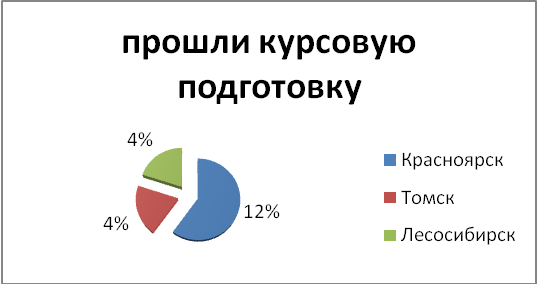 прошли курсовую
подготовку
4%
12%
4%
Красноярск
Томск
Лесосибирск